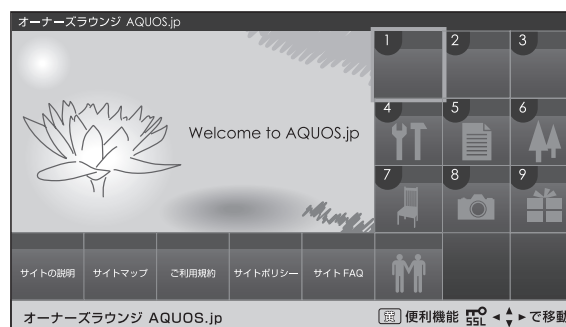 オーナーズラウンジ AQUOS.jp
1 2 3
Welcome to AQUOS.jp
4 5 6
7 8 9
サイトの説明 サイトマップ ご利用規約 サイトポリシー サイトFAQ
オーナーズラウンジ AQUOS.jp 便利機能 SSL ◀▲▼▶で移動